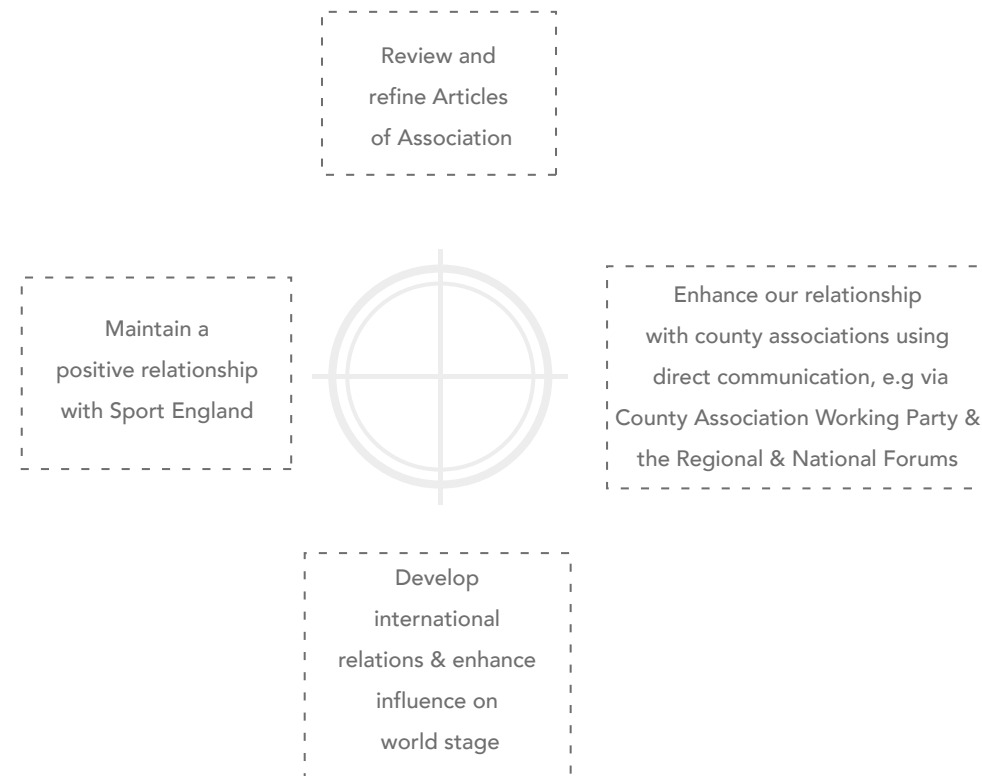 Review and
refine Articles
of Association
Maintain a
positive relationship
with Sport England
Enhance our relationship
with county associations using
direct communication, e.g via
County Association Working Party &
the Regional & National Forums
Develop
international
relations & enhance
influence on
world stage